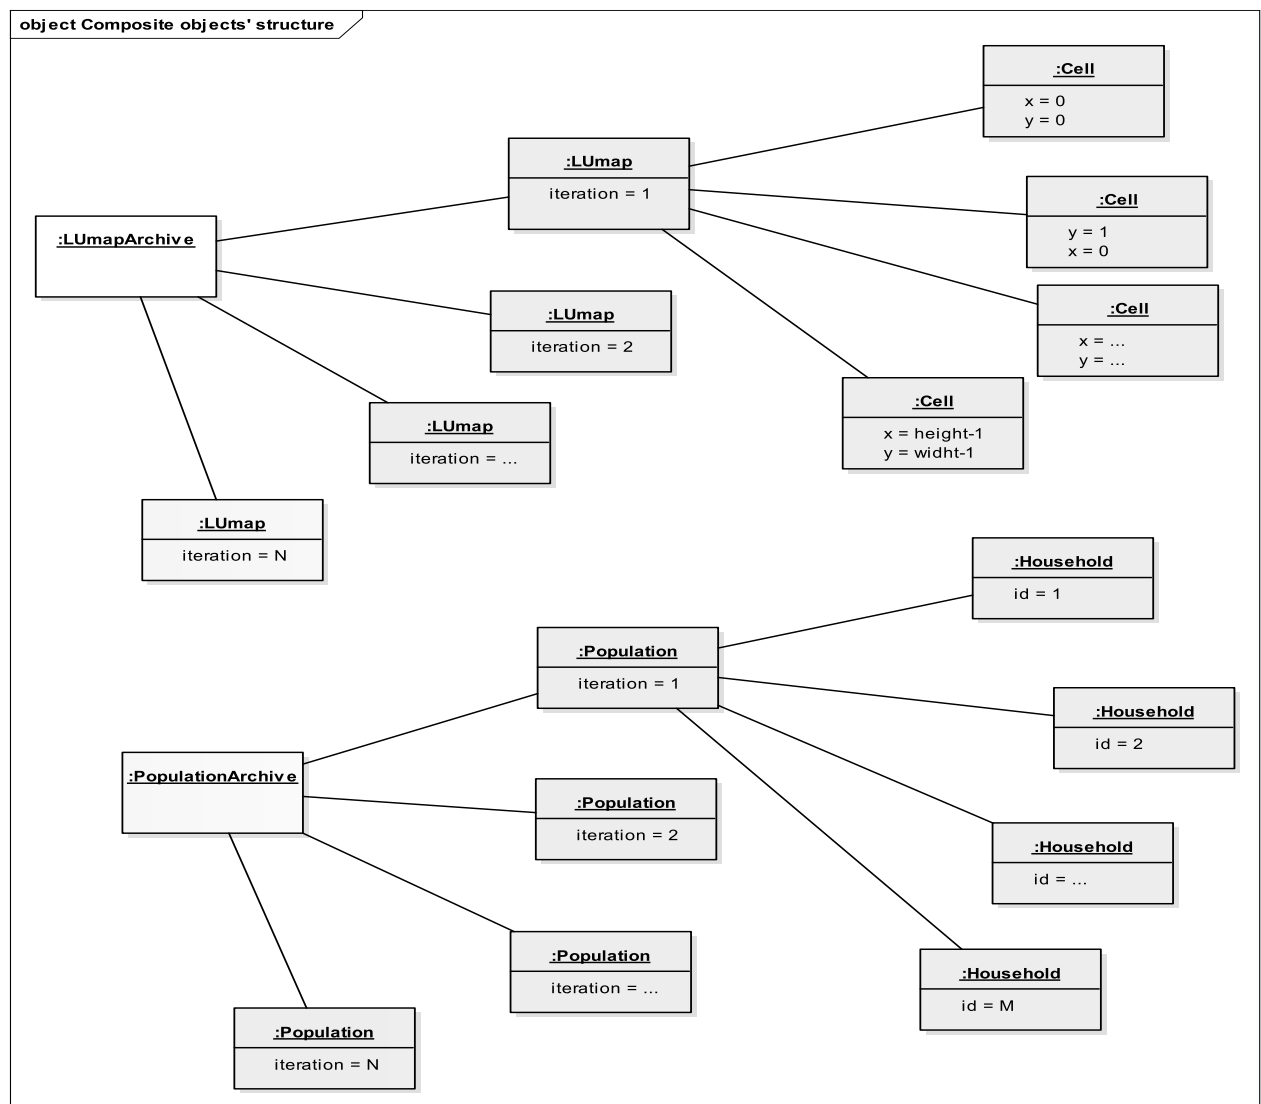 object Composite objects' structure
:Cell
x = 0
y = 0
:LUmap
iteration = 1
:Cell
y = 1
x = 0
:LUmapArchive
:LUmap
iteration = 2
:Cell
x = ...
y = ...
:LUmap
iteration = ...
:Cell
x = height-1
y = widht-1
:LUmap
iteration = N
:Household
id = 1
:Population
iteration = 1
:Household
id = 2
:PopulationArchive
:Population
iteration = 2
:Household
id = ...
:Population
iteration = ...
:Household
id = M
:Population
iteration = N